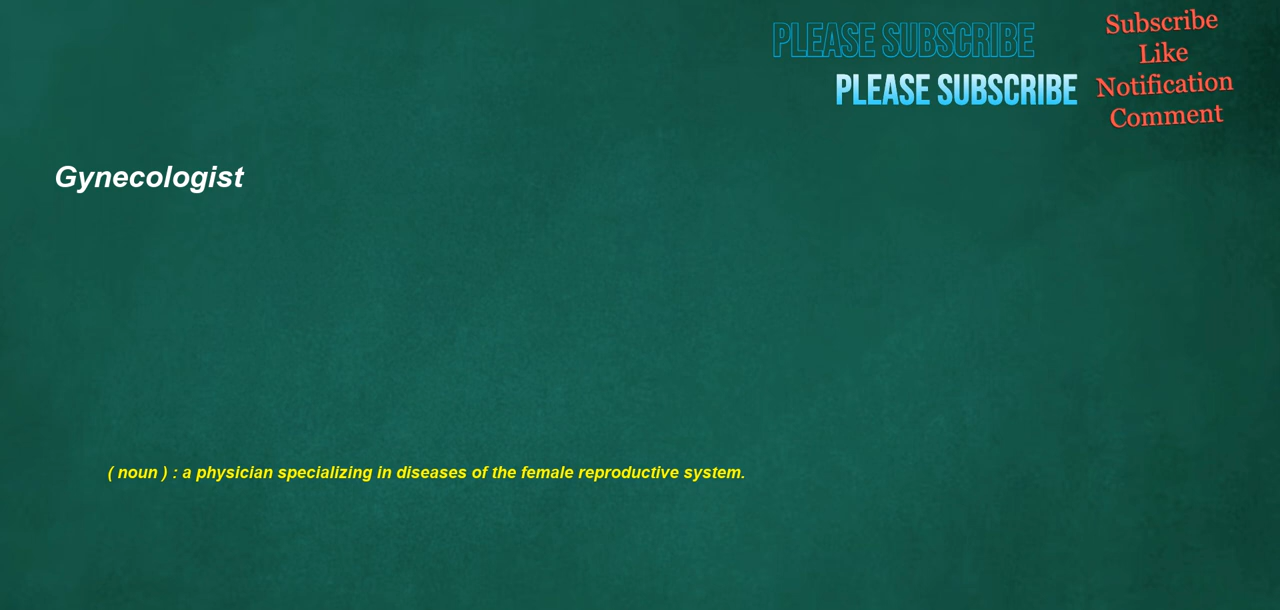 PLEASE SUBSCRIBE
PLEASE SUBSCRIBE
Subscribe
Like
Notification
Comment
Gynecologist
( noun ) : a physician specializing in diseases of the female reproductive system.